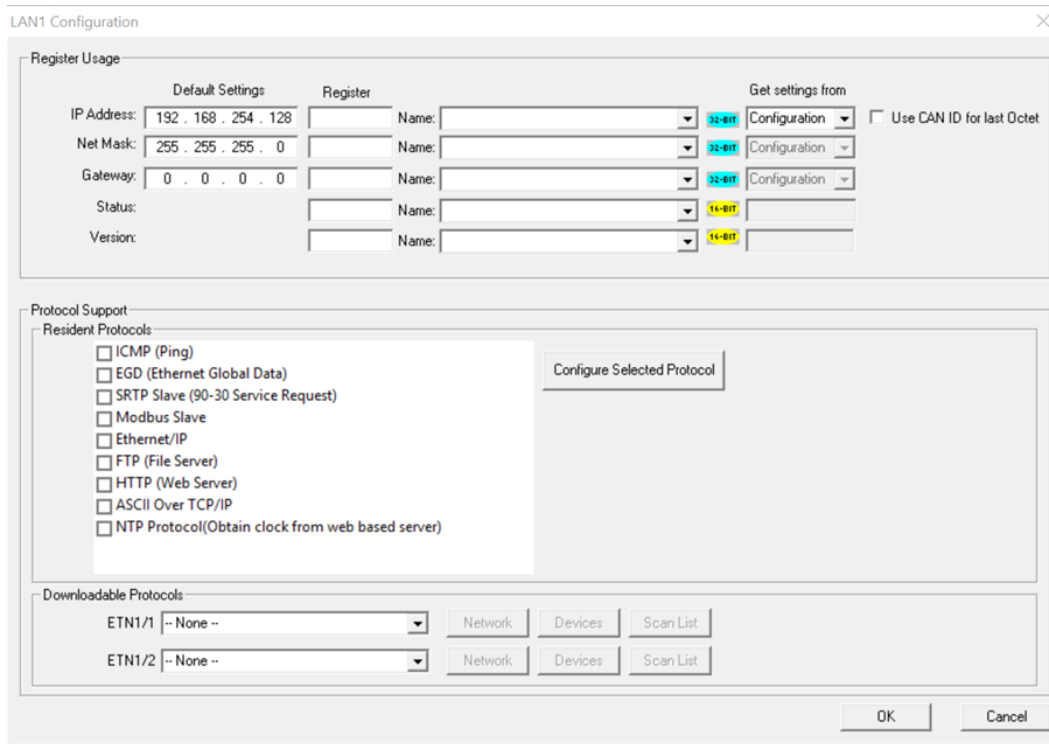 LAN1 Configuration
Register Usage
Default Settings Register Get settings from
IP Address: 192 . 168 . 254 . 128 Name: 32-BIT Configuration Use CAN ID for last Octet
Net Mask: 255 . 255 . 255 . 0 Name: 32-BIT Configuration
Gateway: 0 . 0 . 0 . 0 Name: 32-BIT Configuration
Status: Name: 16-BIT
Version: Name: 16-BIT
Protocol Support
Resident Protocols
ICMP (Ping)
EGD (Ethernet Global Data)
Configure Selected Protocol
SRTP Slave (90-30 Service Request)
Modbus Slave
Ethernet/IP
FTP (File Server)
HTTP (Web Server)
ASCII Over TCP/IP
NTP Protocol(Obtain clock from web based server)
Downloadable Protocols
ETN1/1 -- None -- Network Devices Scan List
ETN1/2 -- None -- Network Devices Scan List
OK Cancel